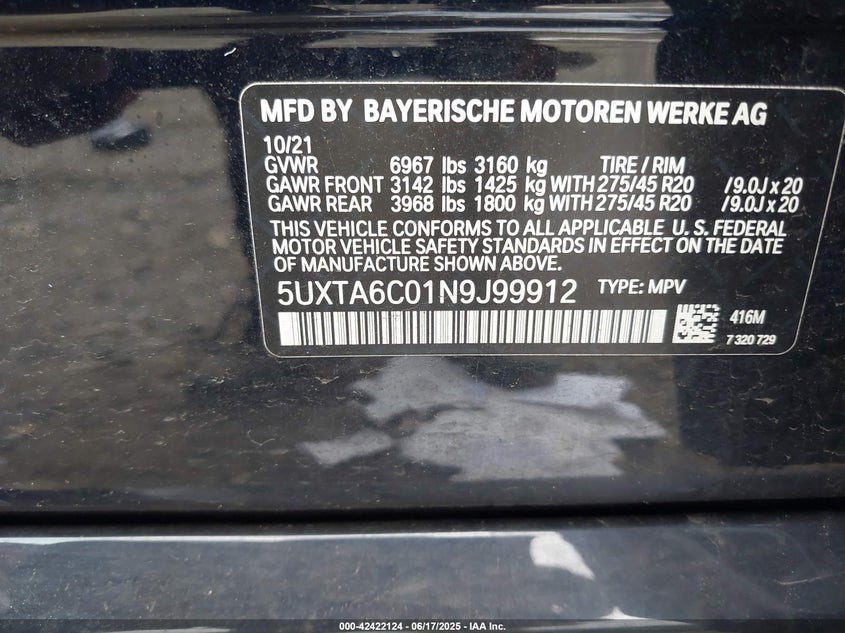 MFD BY BAYERISCHE MOTOREN WERKE AG
10/21
GVWR 6967 lbs 3160 kg TIRE / RIM
GAWR FRONT 3142 lbs 1425 kg WITH 275/45 R20 /9.0J x 20
GAWR REAR 3968 lbs 1800 kg WITH 275/45 R20 /9.0J x 20
THIS VEHICLE CONFORMS TO ALL APPLICABLE U. S. FEDERAL
MOTOR VEHICLE SAFETY STANDARDS IN EFFECT ON THE DATE
OF MANUFACTURE SHOWN ABOVE.
5UXTA6C01N9J99912 TYPE: MPV
416M
7 320 729
000-42422124 - 06/17/2025 - IAA Inc.